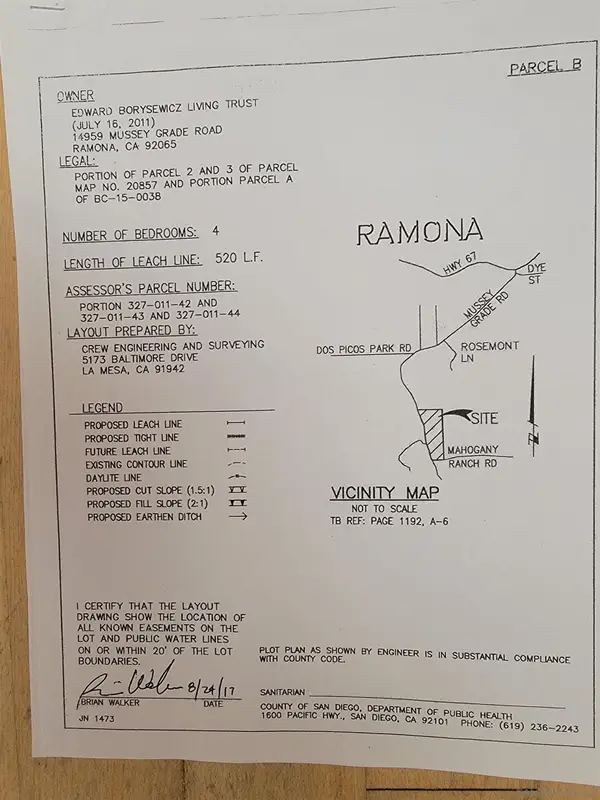 PARCEL B
OWNER
EDWARD BORYSEWICZ LIVING TRUST
(JULY 16, 2011)
14959 MUSSEY GRADE ROAD
RAMONA, CA 92065
LEGAL:
PORTION OF PARCEL 2 AND 3 OF PARCEL
MAP NO. 20857 AND PORTION PARCEL A
OF BC-15-0038
NUMBER OF BEDROOMS: 4
LENGTH OF LEACH LINE: 520 L.F.
ASSESSOR'S PARCEL NUMBER:
PORTION 327-011-42 AND
327-011-43 AND 327-011-44
LAYOUT PREPARED BY:
CREW ENGINEERING AND SURVEYING
5173 BALTIMORE DRIVE
LA MESA, CA 91942
LEGEND
PROPOSED LEACH LINE
PROPOSED TIGHT LINE
FUTURE LEACH LINE
EXISTING CONTOUR LINE
DAYLITE LINE
PROPOSED CUT SLOPE (1.5:1)
PROPOSED FILL SLOPE (2:1)
PROPOSED EARTHEN DITCH
RAMONA
HWY 67
DYE
ST
MUSSEY
GRADE RD
DOS PICOS PARK RD
ROSEMONT
LN
SITE
N
MAHOGANY
RANCH RD
VICINITY MAP
NOT TO SCALE
TB REF: PAGE 1192, A-6
I CERTIFY THAT THE LAYOUT
DRAWING SHOW THE LOCATION OF
ALL KNOWN EASEMENTS ON THE
LOT AND PUBLIC WATER LINES
ON OR WITHIN 20' OF THE LOT
BOUNDARIES.
Brian Walker 8/24/17
BRIAN WALKER DATE
JN 1473
PLOT PLAN AS SHOWN BY ENGINEER IS IN SUBSTANTIAL COMPLIANCE
WITH COUNTY CODE.
SANITARIAN
COUNTY OF SAN DIEGO, DEPARTMENT OF PUBLIC HEALTH
1600 PACIFIC HWY., SAN DIEGO, CA 92101 PHONE: (619) 236-2243